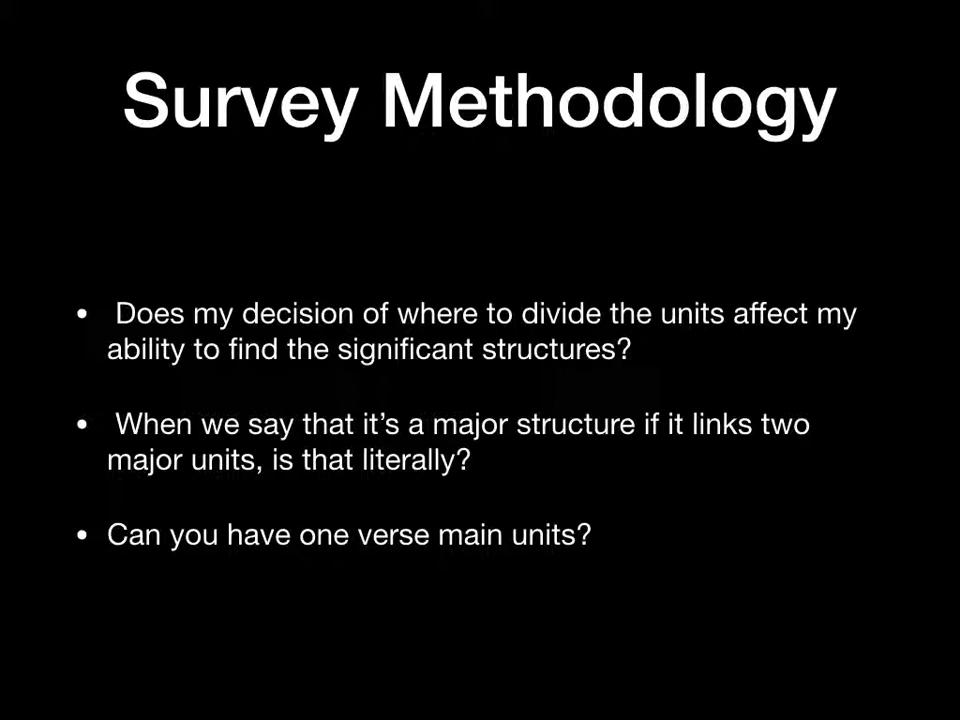 Survey Methodology
• Does my decision of where to divide the units affect my
ability to find the significant structures?
• When we say that it’s a major structure if it links two
major units, is that literally?
• Can you have one verse main units?